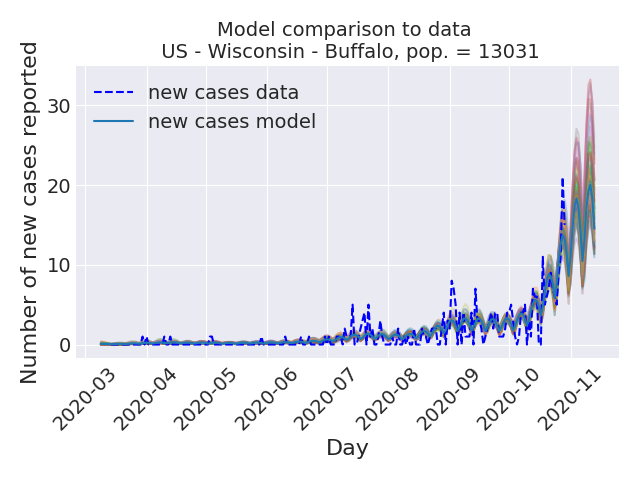 Model comparison to data
US - Wisconsin - Buffalo, pop. = 13031
Number of new cases reported
30
20
10
0
new cases data
new cases model
2020-03
2020-04
2020-05
2020-06
2020-07
2020-08
2020-09
2020-10
2020-11
Day